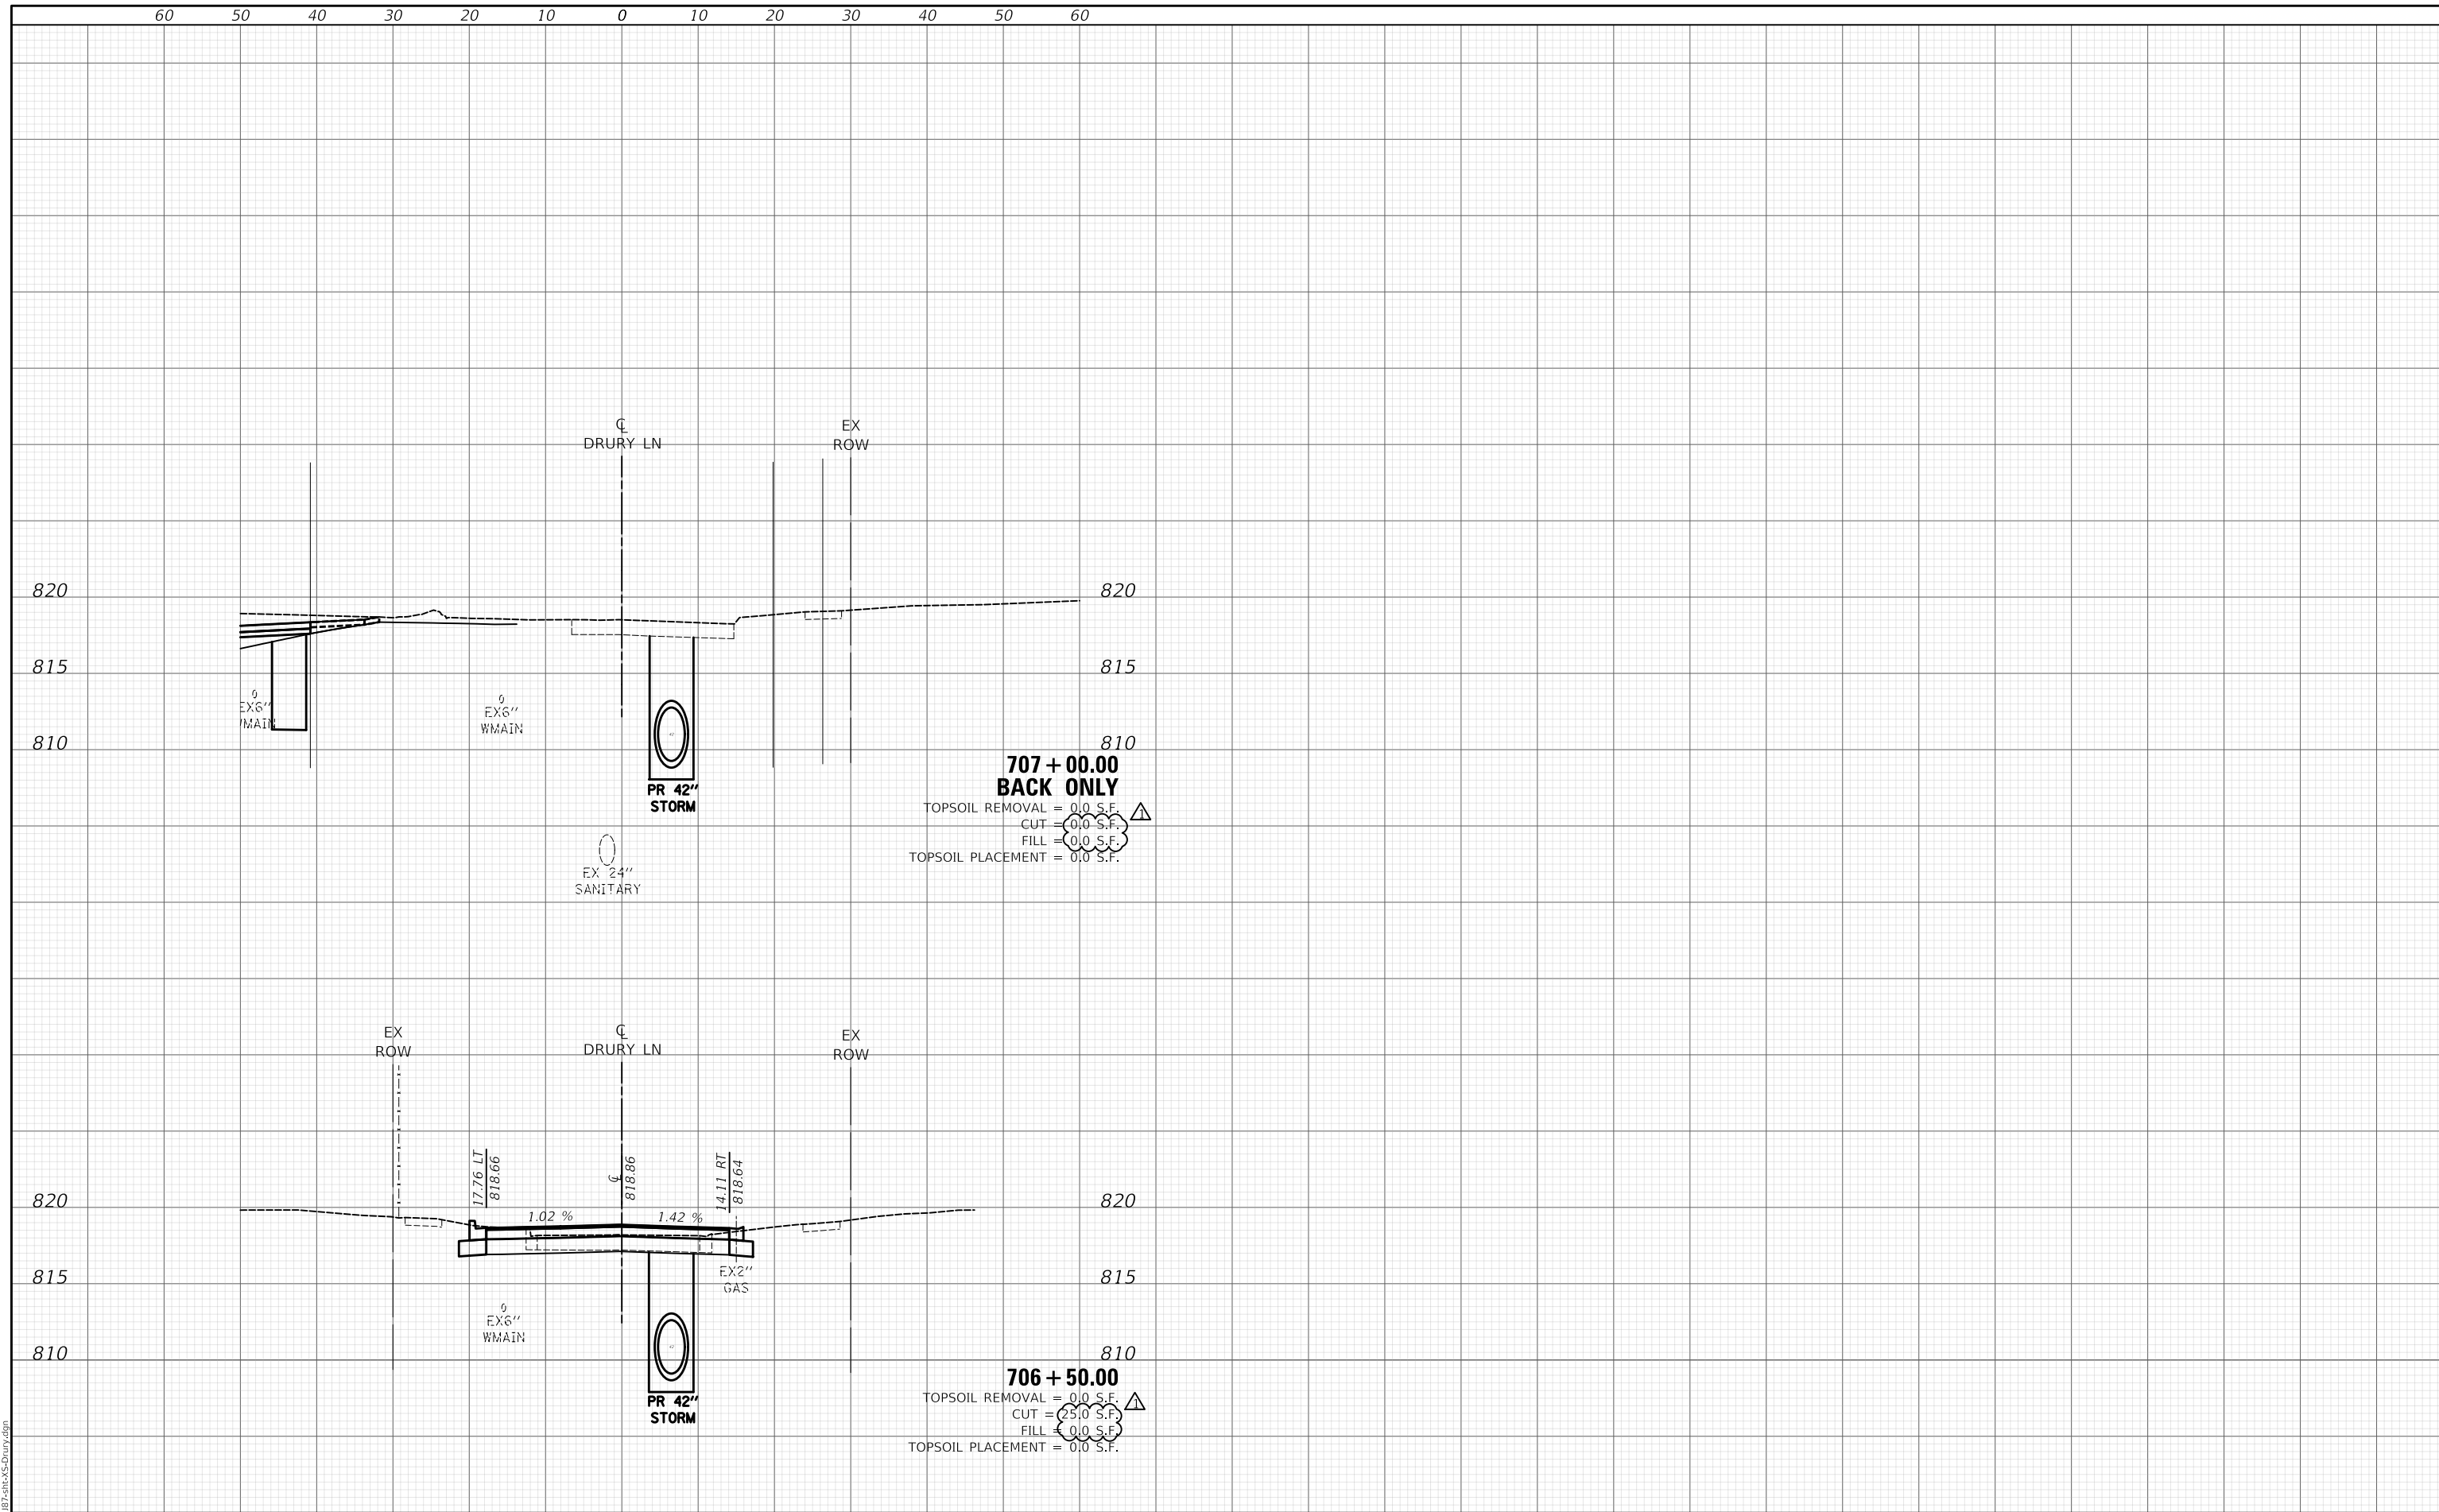 60 50 40 30 20 10 0 10 20 30 40 50 60
℄
DRURY LN
EX
ROW
820
820
815
815
EX6"
WMAIN
EX6"
WMAIN
810
810
PR 42"
STORM
707+00.00
BACK ONLY
TOPSOIL REMOVAL = 0.0 S.F.
1
CUT = 0.0 S.F.
FILL = 0.0 S.F.
TOPSOIL PLACEMENT = 0.0 S.F.
EX 24"
SANITARY
EX
ROW
℄
DRURY LN
EX
ROW
17.76 LT
818.66
℄
818.86
14.11 RT
818.64
820
820
1.02 %
1.42 %
815
815
EX2"
GAS
EX6"
WMAIN
810
810
PR 42"
STORM
706+50.00
TOPSOIL REMOVAL = 0.0 S.F.
1
CUT = 25.0 S.F.
FILL = 0.0 S.F.
TOPSOIL PLACEMENT = 0.0 S.F.